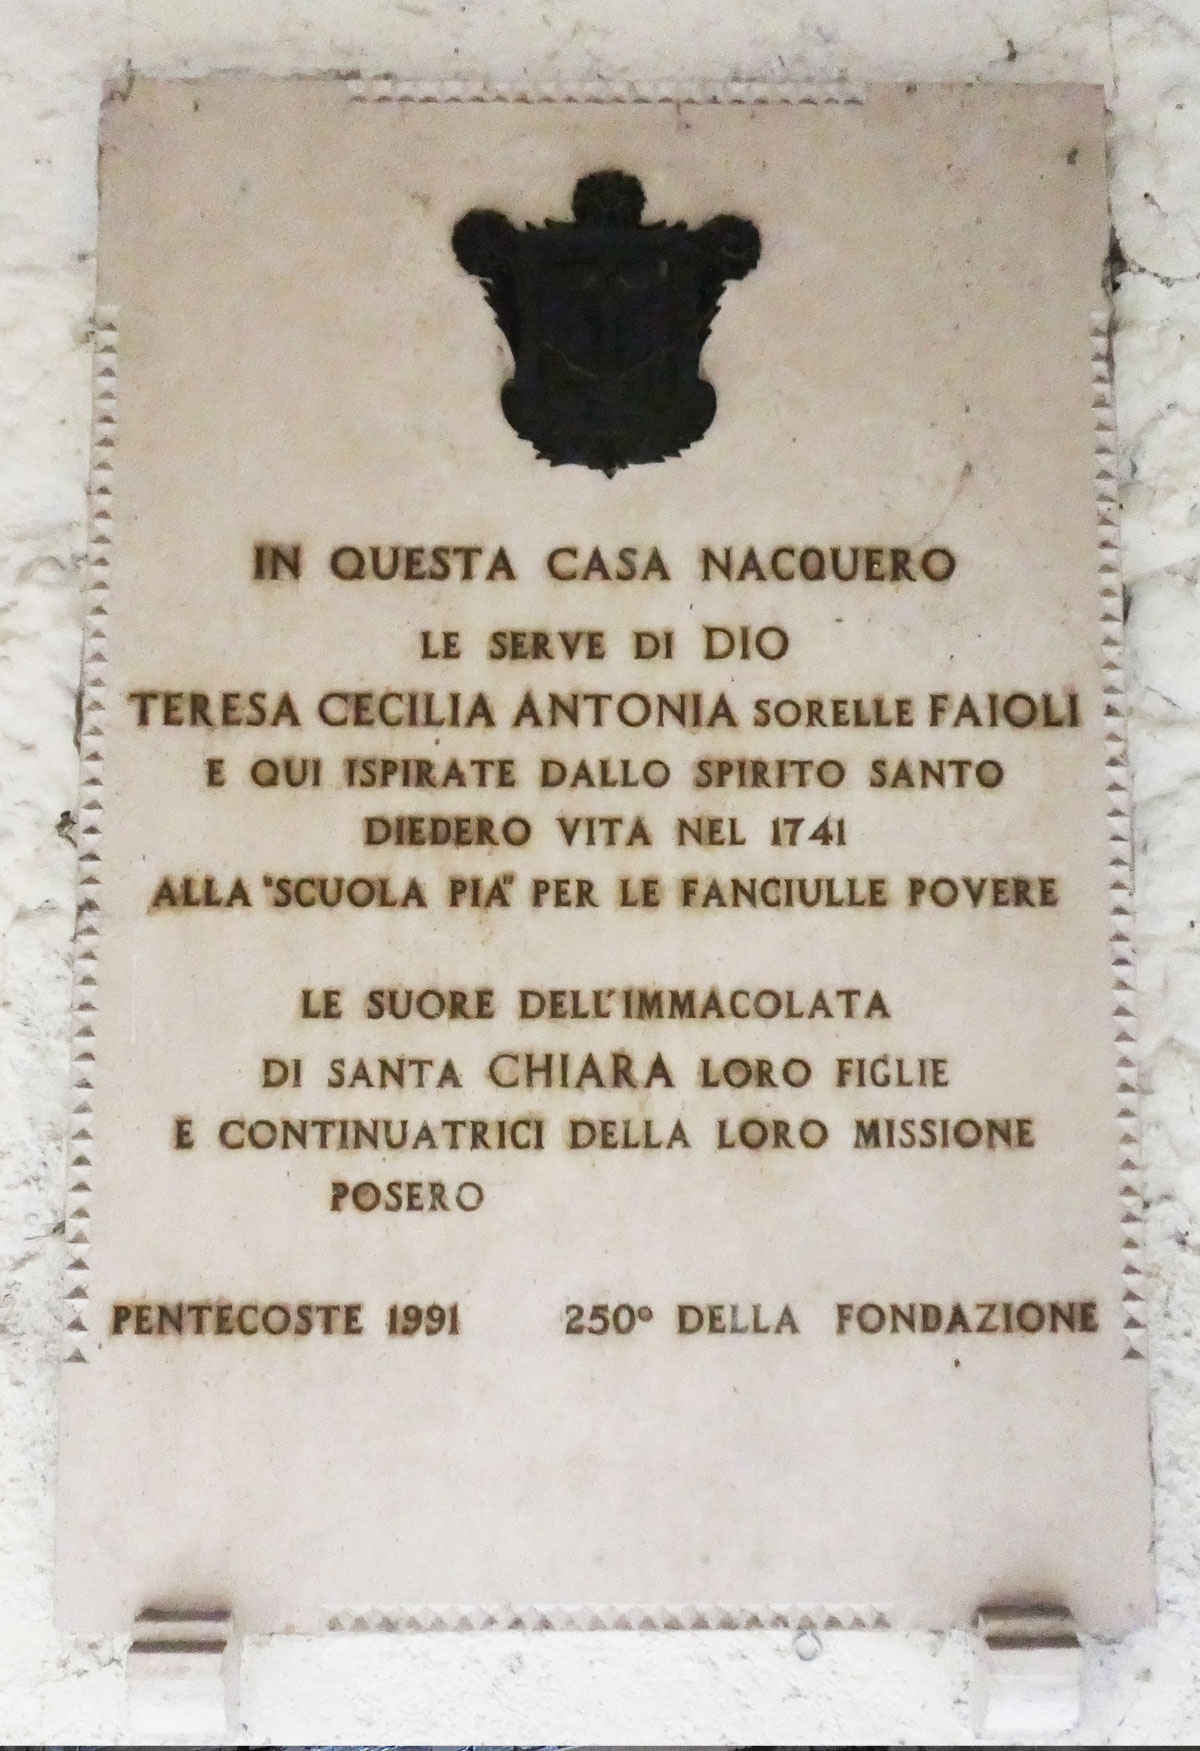 IN QUESTA CASA NACQUERO
LE SERVE DI DIO
TERESA CECILIA ANTONIA SORELLE FAIOLI
E QUI ISPIRATE DALLO SPIRITO SANTO
DIEDERO VITA NEL 1741
ALLA "SCUOLA PIA" PER LE FANCIULLE POVERE
LE SUORE DELL'IMMACOLATA
DI SANTA CHIARA LORO FIGLIE
E CONTINUATRICI DELLA LORO MISSIONE
POSERO
PENTECOSTE 1991 250° DELLA FONDAZIONE